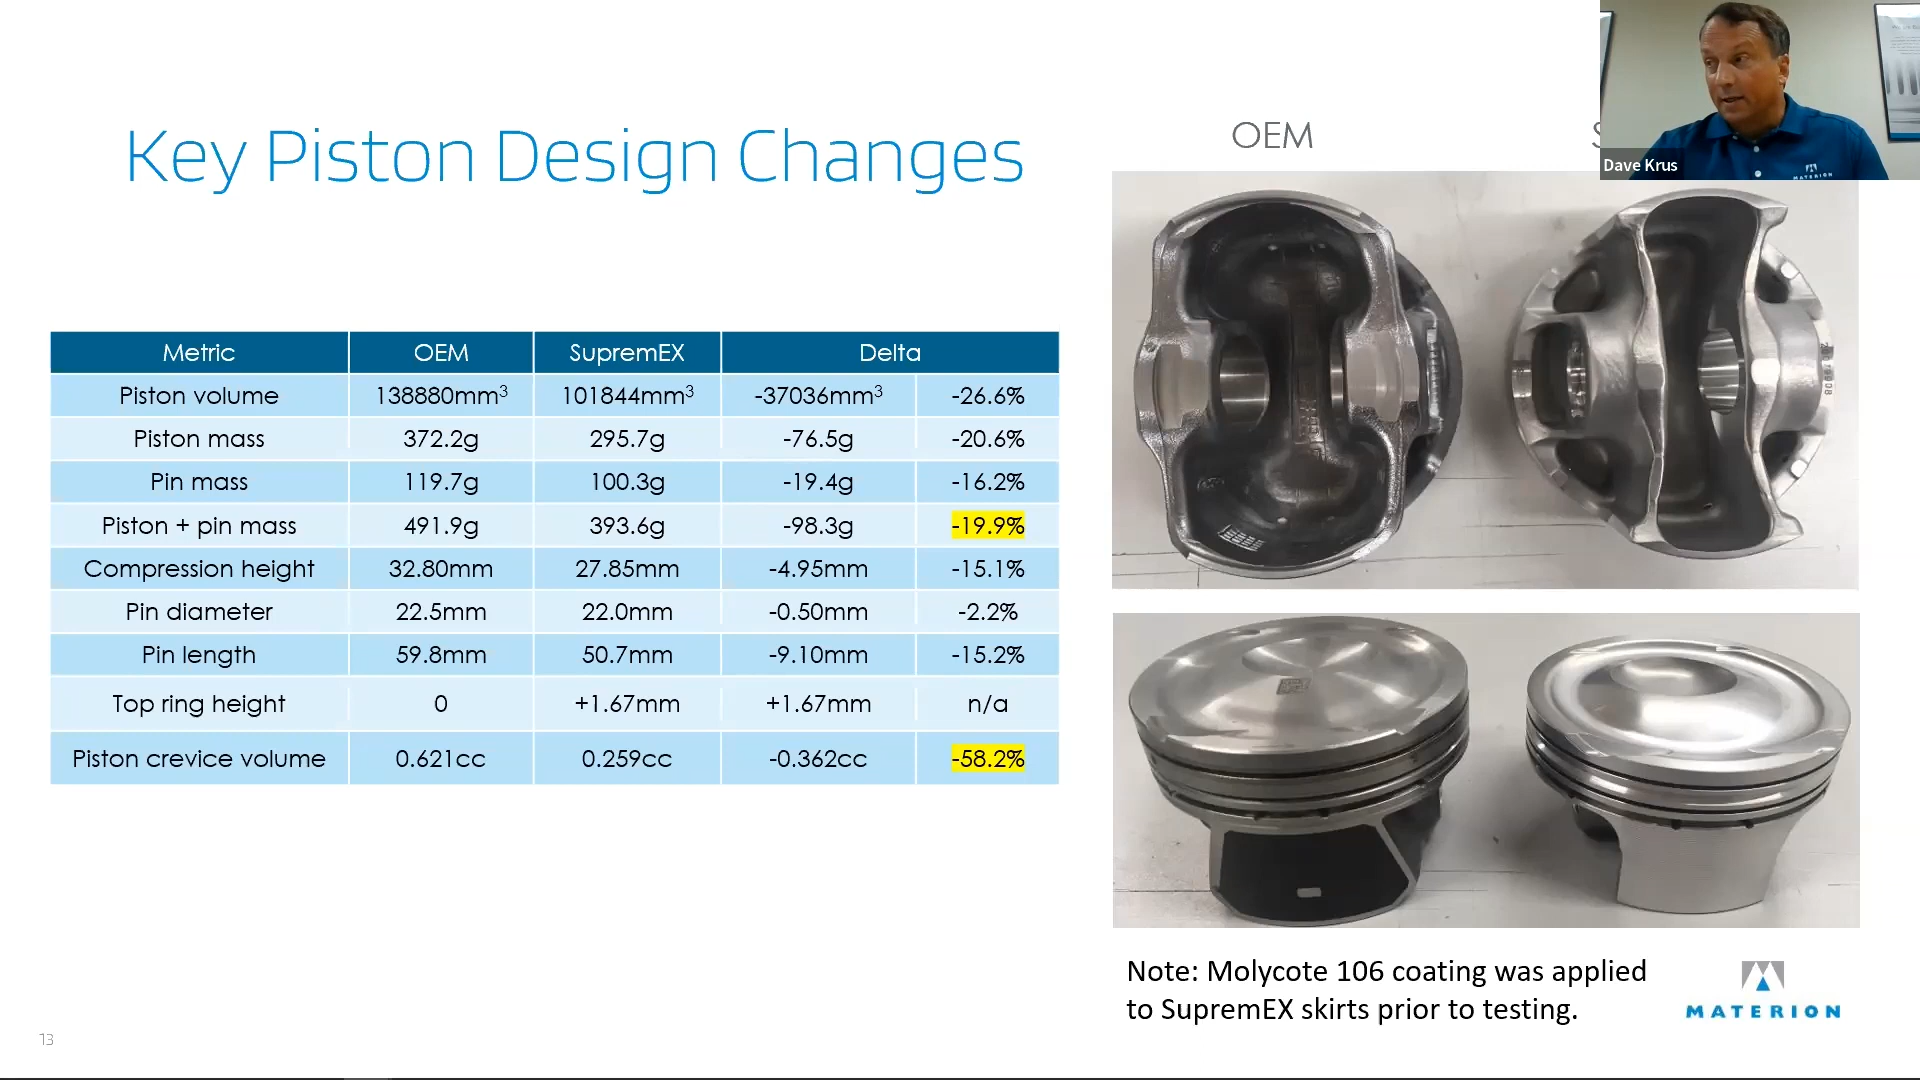 Key Piston Design Changes
OEM
S
Dave Krus
MATERION
Metric OEM SupremEX Delta
Piston volume 138880mm³ 101844mm³ -37036mm³ -26.6%
Piston mass 372.2g 295.7g -76.5g -20.6%
Pin mass 119.7g 100.3g -19.4g -16.2%
Piston + pin mass 491.9g 393.6g -98.3g -19.9%
Compression height 32.80mm 27.85mm -4.95mm -15.1%
Pin diameter 22.5mm 22.0mm -0.50mm -2.2%
Pin length 59.8mm 50.7mm -9.10mm -15.2%
Top ring height 0 +1.67mm +1.67mm n/a
Piston crevice volume 0.621cc 0.259cc -0.362cc -58.2%
Note: Molycote 106 coating was applied
to SupremEX skirts prior to testing.
MATERION
13